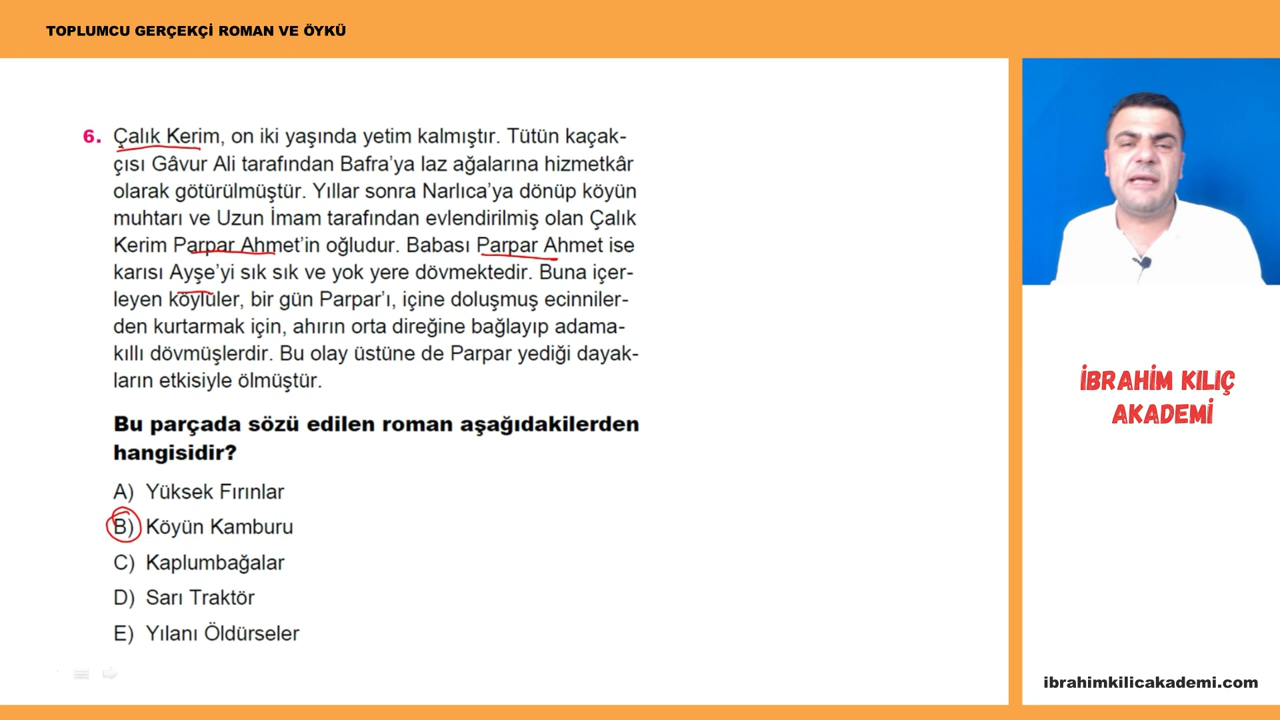 TOPLUMCU GERÇEKÇİ ROMAN VE ÖYKÜ
6. Çalık Kerim, on iki yaşında yetim kalmıştır. Tütün kaçak-
çısı Gâvur Ali tarafından Bafra’ya laz ağalarına hizmetkâr
olarak götürülmüştür. Yıllar sonra Narlıca’ya dönüp köyün
muhtarı ve Uzun İmam tarafından evlendirilmiş olan Çalık
Kerim Parpar Ahmet’in oğludur. Babası Parpar Ahmet ise
karısı Ayşe’yi sık sık ve yok yere dövmektedir. Buna içer-
leyen köylüler, bir gün Parpar’ı, içine doluşmuş ecinniler-
den kurtarmak için, ahırın orta direğine bağlayıp adama-
kıllı dövmüşlerdir. Bu olay üstüne de Parpar yediği dayak-
ların etkisiyle ölmüştür.
Bu parçada sözü edilen roman aşağıdakilerden
hangisidir?
A) Yüksek Fırınlar
B) Köyün Kamburu
C) Kaplumbağalar
D) Sarı Traktör
E) Yılanı Öldürseler
İBRAHİM KILIÇ
AKADEMİ
ibrahimkilicakademi.com